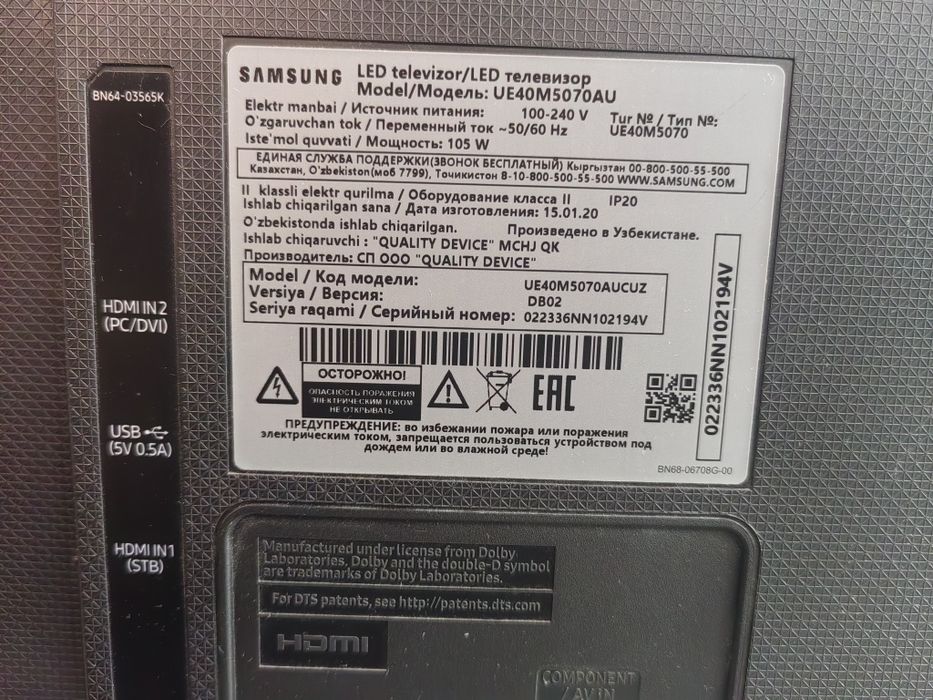 BN64-03565K
HDMI IN 2
(PC/DVI)
USB
(5V 0.5A)
HDMI IN 1
(STB)
SAMSUNG LED televizor/LED телевизор
Model/Модель: UE40M5070AU
Elektr manbai / Источник питания: 100-240 V
O'zgaruvchan tok / Переменный ток ~50/60 Hz
Iste'mol quvvati / Мощность: 105 W
Tur № / Тип №:
UE40M5070
ЕДИНАЯ СЛУЖБА ПОДДЕРЖКИ(ЗВОНОК БЕСПЛАТНЫЙ) Кыргызтан 00-800-500-55-500
Казахстан, O'zbekiston(моб 7799), Точикистон 8-10-800-500-55-500 WWW.SAMSUNG.COM
II klassli elektr qurilma / Оборудование класса II IP20
Ishlab chiqarilgan sana / Дата изготовления: 15.01.20
O'zbekistonda ishlab chiqarilgan. Произведено в Узбекистане.
Ishlab chiqaruvchi : "QUALITY DEVICE" MCHJ QK
Производитель: СП ООО "QUALITY DEVICE"
Model / Код модели: UE40M5070AUCUZ
Versiya / Версия: DB02
Seriya raqami / Серийный номер: 022336NN102194V
022336NN102194V
ОСТОРОЖНО!
ОПАСНОСТЬ ПОРАЖЕНИЯ
ЭЛЕКТРИЧЕСКИМ ТОКОМ
НЕ ОТКРЫВАТЬ
EAC
ПРЕДУПРЕЖДЕНИЕ: во избежании пожара или поражения
электрическим током, запрещается пользоваться устройством под
дождем или во влажной среде!
BN68-06708G-00
Manufactured under license from Dolby
Laboratories. Dolby and the double-D symbol
are trademarks of Dolby Laboratories.
For DTS patents, see http://patents.dts.com
HDMI
COMPONENT
/ AV IN